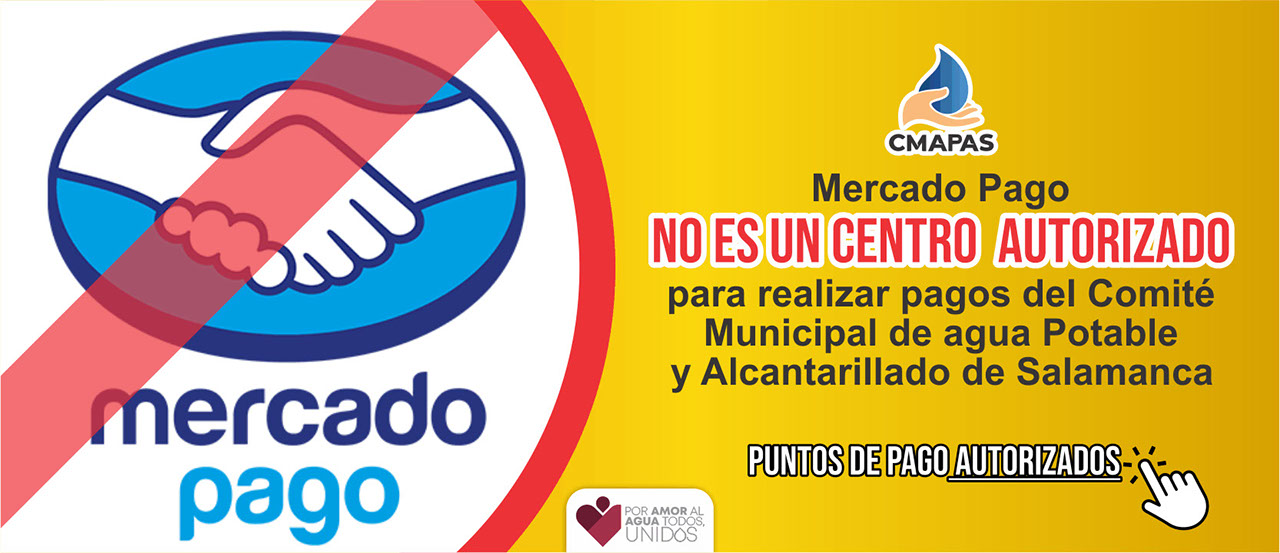 mercado
pago
CMAPAS
Mercado Pago
NO ES UN CENTRO AUTORIZADO
para realizar pagos del Comité
Municipal de agua Potable
y Alcantarillado de Salamanca
PUNTOS DE PAGO AUTORIZADOS
POR AMOR AL
AGUA TODOS,
UNIDOS